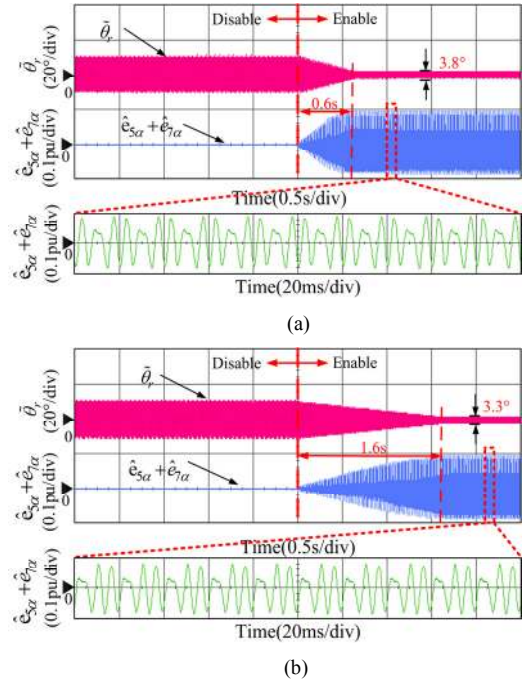 Disable Enable
θ̃r
θ̃r
(20°/div)
0
3.8°
0.6s
ê5α+ê7α
ê5α+ê7α
(0.1pu/div)
0
Time(0.5s/div)
ê5α+ê7α
(0.1pu/div)
0
Time(20ms/div)
(a)
Disable Enable
θ̃r
θ̃r
(20°/div)
0
3.3°
1.6s
ê5α+ê7α
ê5α+ê7α
(0.1pu/div)
0
Time(0.5s/div)
ê5α+ê7α
(0.1pu/div)
0
Time(20ms/div)
(b)